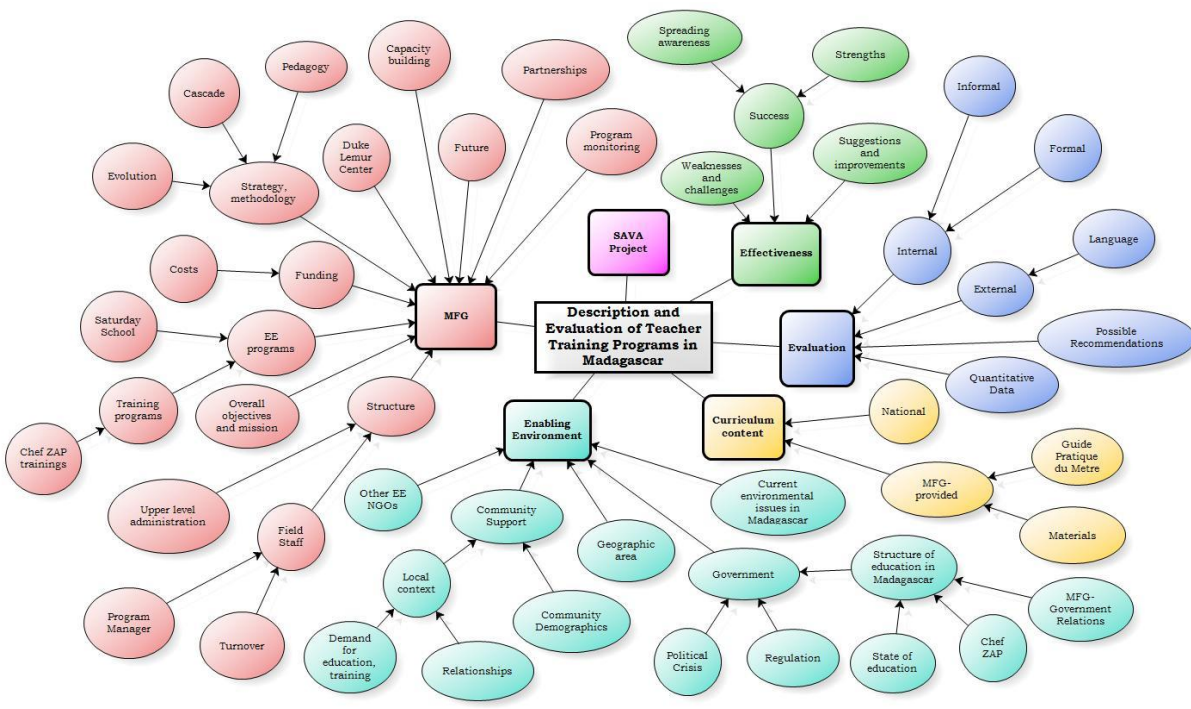 Spreading
awareness
Strengths
Success
Suggestions
and
improvements
Weaknesses
and
challenges
Effectiveness
Capacity
building
Pedagogy
Partnerships
Cascade
Duke
Lemur
Center
Future
Program
monitoring
Evolution
Strategy,
methodology
Costs
Funding
Saturday
School
EE
programs
MFG
Training
programs
Overall
objectives
and mission
Structure
Chef ZAP
trainings
Upper level
administration
Field
Staff
Program
Manager
Turnover
SAVA
Project
Description and
Evaluation of Teacher
Training Programs in
Madagascar
Informal
Formal
Internal
Language
External
Evaluation
Possible
Recommendations
Quantitative
Data
Curriculum
content
National
Guide
Pratique
du Metre
MFG-
provided
Materials
Enabling
Environment
Other EE
NGOs
Community
Support
Geographic
area
Current
environmental
issues in
Madagascar
Local
context
Community
Demographics
Demand
for
education,
training
Relationships
Government
Structure of
education in
Madagascar
MFG-
Government
Relations
Political
Crisis
Regulation
State of
education
Chef
ZAP